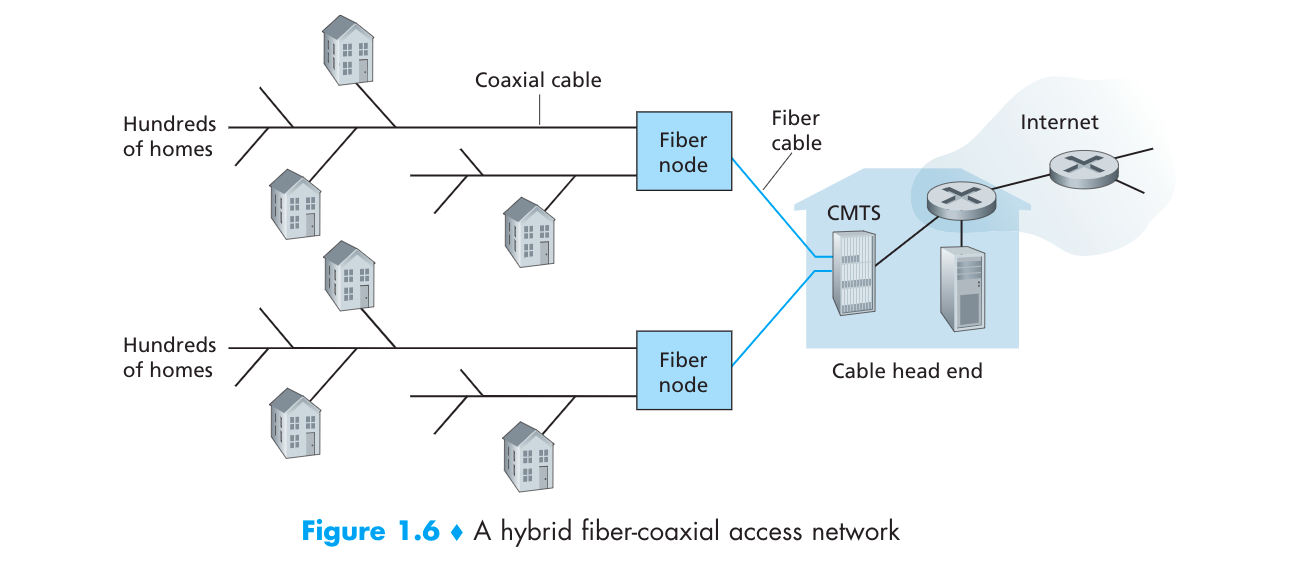 Coaxial cable
Hundreds
of homes
Fiber
node
Fiber
cable
Internet
CMTS
Hundreds
of homes
Fiber
node
Cable head end
Figure 1.6 ♦ A hybrid fiber-coaxial access network